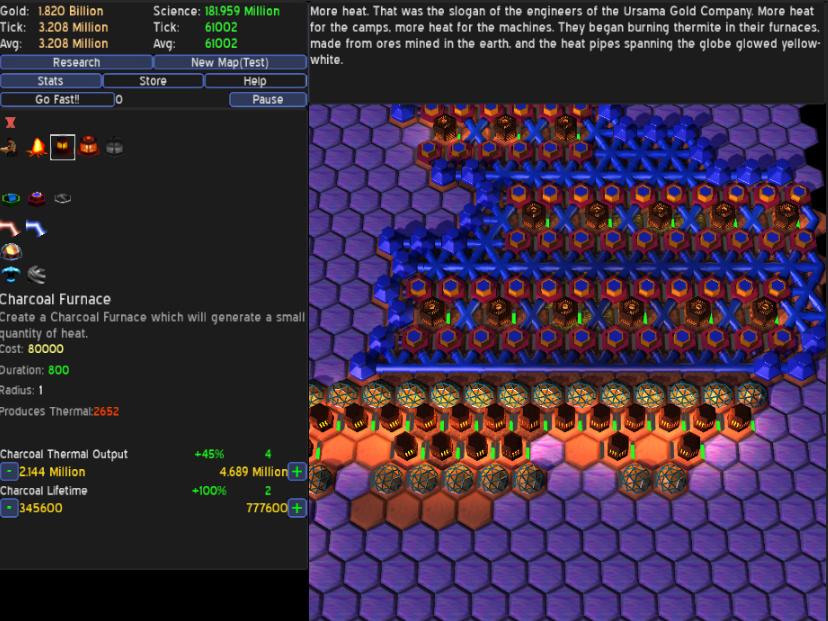 Gold: 1.820 Billion Science: 181.959 Million
Tick: 3.208 Million Tick: 61002
Avg: 3.208 Million Avg: 61002
Research New Map(Test)
Stats Store Help
Go Fast!! 0 Pause
More heat. That was the slogan of the engineers of the Ursama Gold Company. More heat
for the camps, more heat for the machines. They began burning thermite in their furnaces,
made from ores mined in the earth, and the heat pipes spanning the globe glowed yellow-
white.
Charcoal Furnace
Create a Charcoal Furnace which will generate a small
quantity of heat.
Cost: 80000
Duration: 800
Radius: 1
Produces Thermal:2652
Charcoal Thermal Output +45% 4
- 2.144 Million 4.689 Million +
Charcoal Lifetime +100% 2
- 345600 777600 +